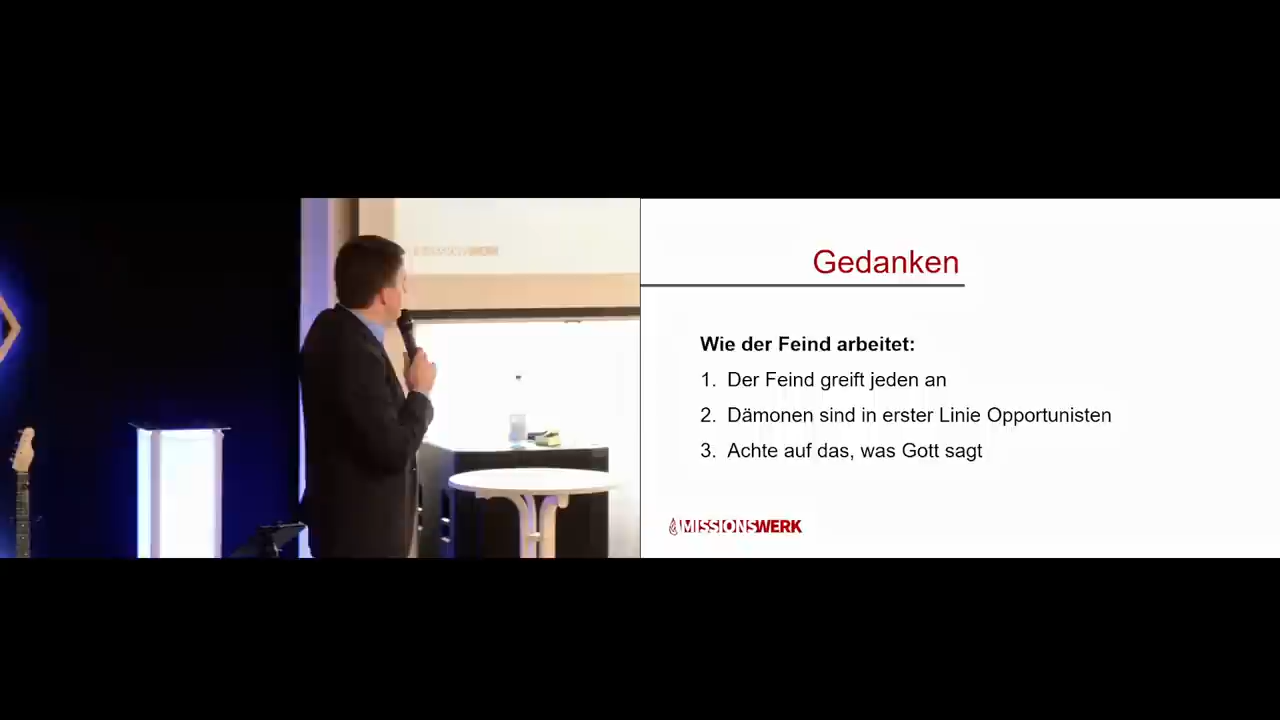 Gedanken
Wie der Feind arbeitet:
1. Der Feind greift jeden an
2. Dämonen sind in erster Linie Opportunisten
3. Achte auf das, was Gott sagt
MISSIONSWERK